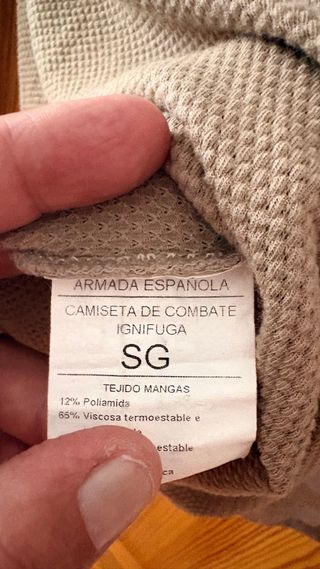 ARMADA ESPAÑOLA
CAMISETA DE COMBATE
IGNIFUGA
SG
TEJIDO MANGAS
12% Poliamida
65% Viscosa termoestable e